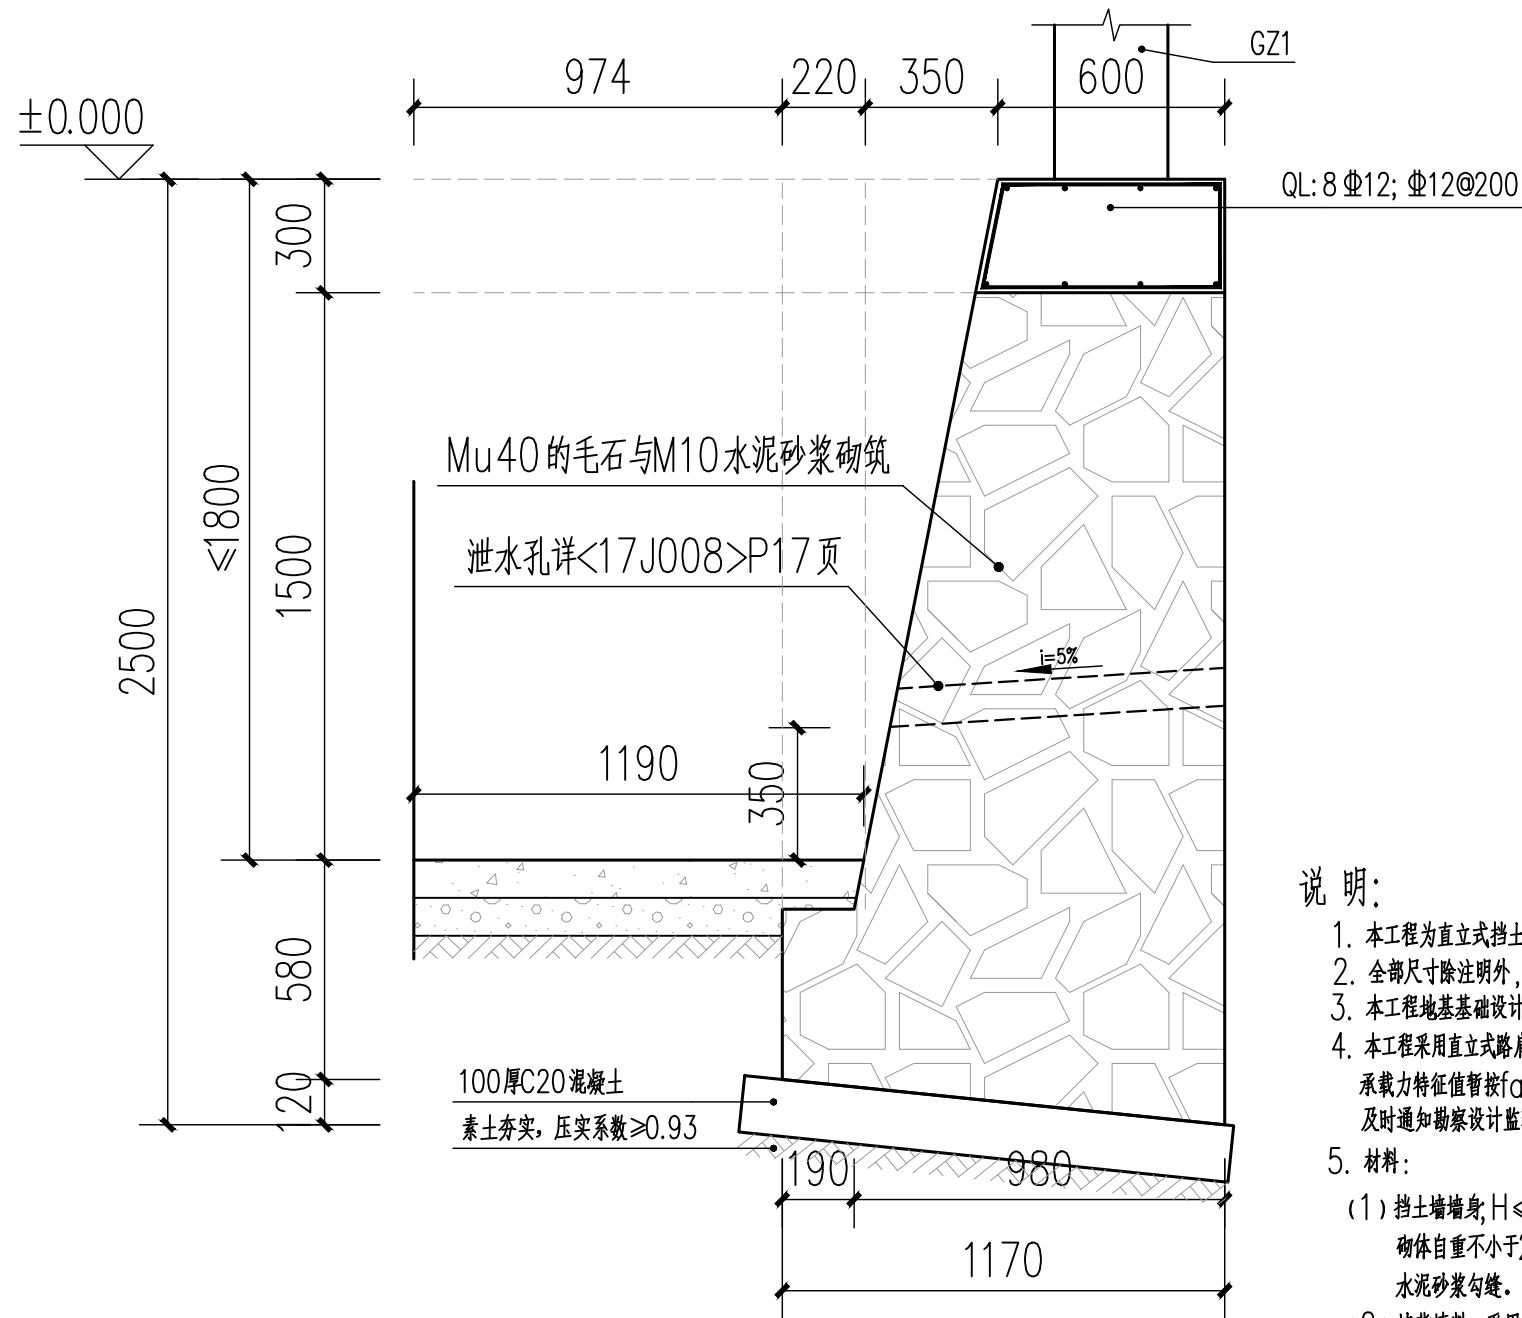 GZ1
974
220
350
600
±0.000
QL: 8⌀12; ⌀12@200
300
Mu40的毛石与M10水泥砂浆砌筑
≤1800
1500
泄水孔详<17J008>P17页
2500
i=5%
1190
350
说 明:
1. 本工程为直立式挡土
580
2. 全部尺寸除注明外,
3. 本工程地基基础设计
4. 本工程采用直立式路肩
100厚C20混凝土
120
承载力特征值暂按fa
素土夯实, 压实系数≥0.93
及时通知勘察设计监
190
980
5. 材料:
(1) 挡土墙墙身, H≤
砌体自重不小于
1170
水泥砂浆勾缝.